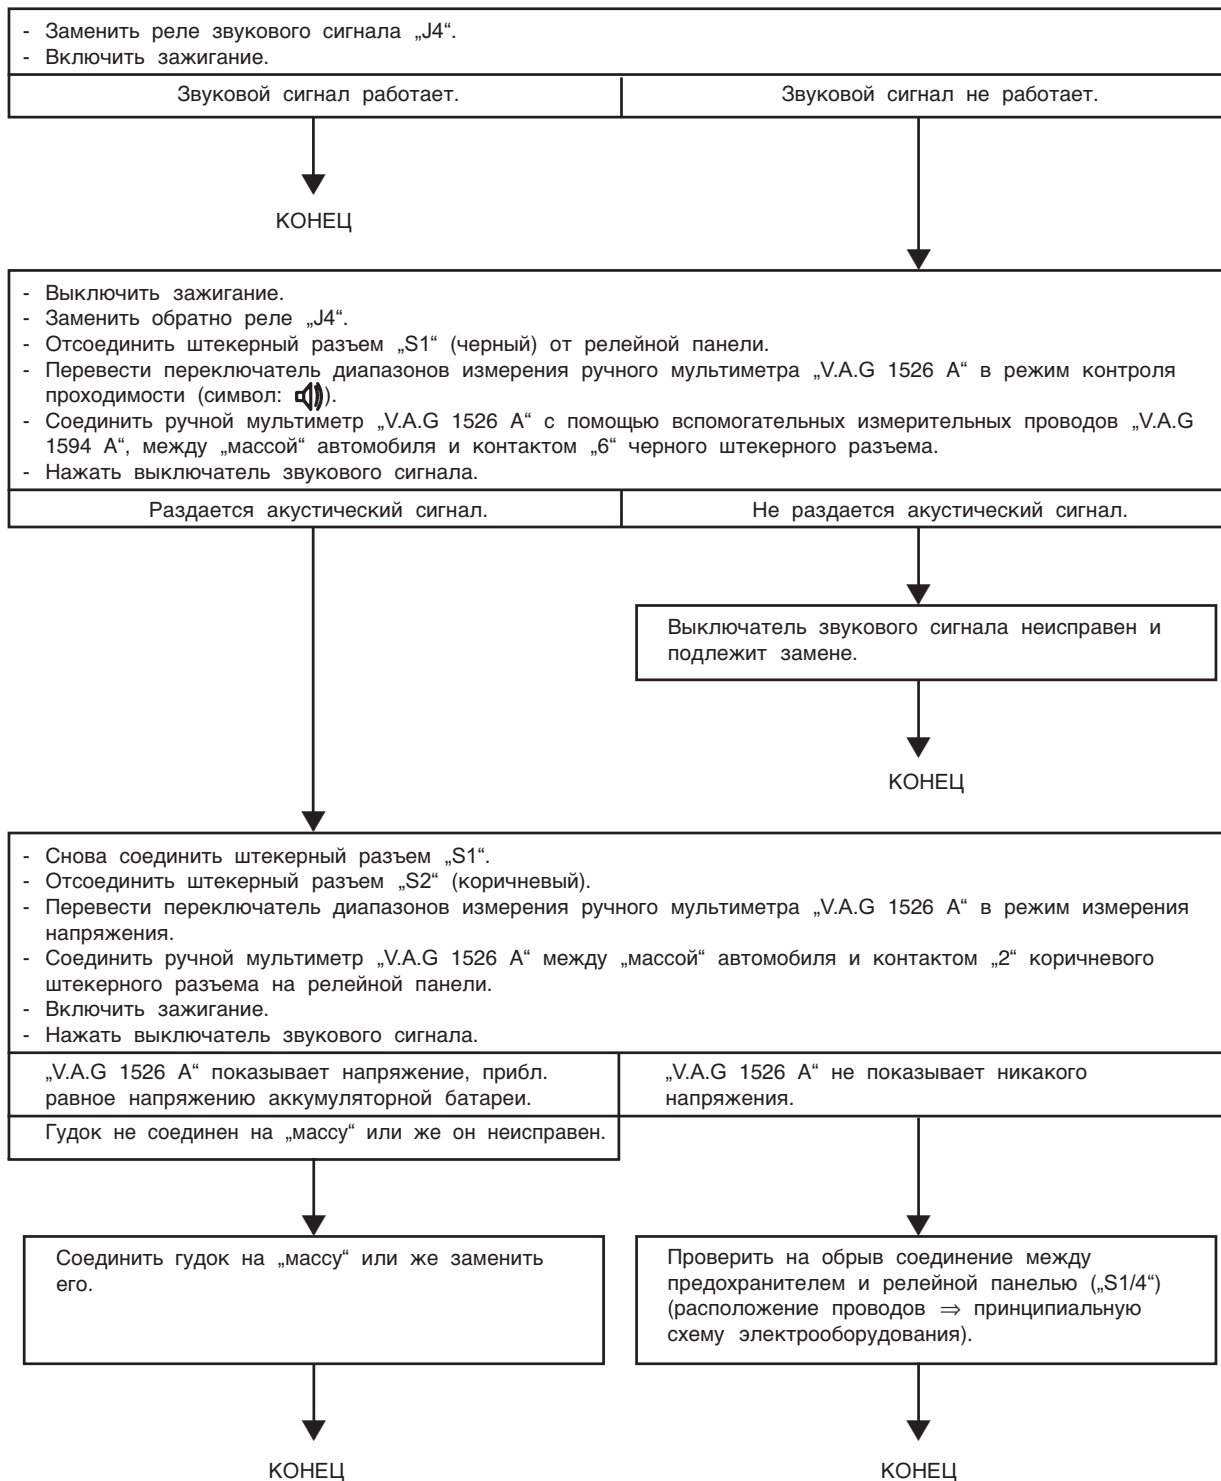 - Заменить реле звукового сигнала „J4“.
- Включить зажигание.
Звуковой сигнал работает.
Звуковой сигнал не работает.
КОНЕЦ
- Выключить зажигание.
- Заменить обратно реле „J4“.
- Отсоединить штекерный разъем „S1“ (черный) от релейной панели.
- Перевести переключатель диапазонов измерения ручного мультиметра „V.A.G 1526 A“ в режим контроля
проходимости (символ: ).
- Соединить ручной мультиметр „V.A.G 1526 A“ с помощью вспомогательных измерительных проводов „V.A.G
1594 A“, между „массой“ автомобиля и контактом „6“ черного штекерного разъема.
- Нажать выключатель звукового сигнала.
Раздается акустический сигнал.
Не раздается акустический сигнал.
Выключатель звукового сигнала неисправен и
подлежит замене.
КОНЕЦ
- Снова соединить штекерный разъем „S1“.
- Отсоединить штекерный разъем „S2“ (коричневый).
- Перевести переключатель диапазонов измерения ручного мультиметра „V.A.G 1526 A“ в режим измерения
напряжения.
- Соединить ручной мультиметр „V.A.G 1526 A“ между „массой“ автомобиля и контактом „2“ коричневого
штекерного разъема на релейной панели.
- Включить зажигание.
- Нажать выключатель звукового сигнала.
„V.A.G 1526 A“ показывает напряжение, прибл.
равное напряжению аккумуляторной батареи.
„V.A.G 1526 A“ не показывает никакого
напряжения.
Гудок не соединен на „массу“ или же он неисправен.
Соединить гудок на „массу“ или же заменить
его.
Проверить на обрыв соединение между
предохранителем и релейной панелью („S1/4“)
(расположение проводов ⇒ принципиальную
схему электрооборудования).
КОНЕЦ
КОНЕЦ